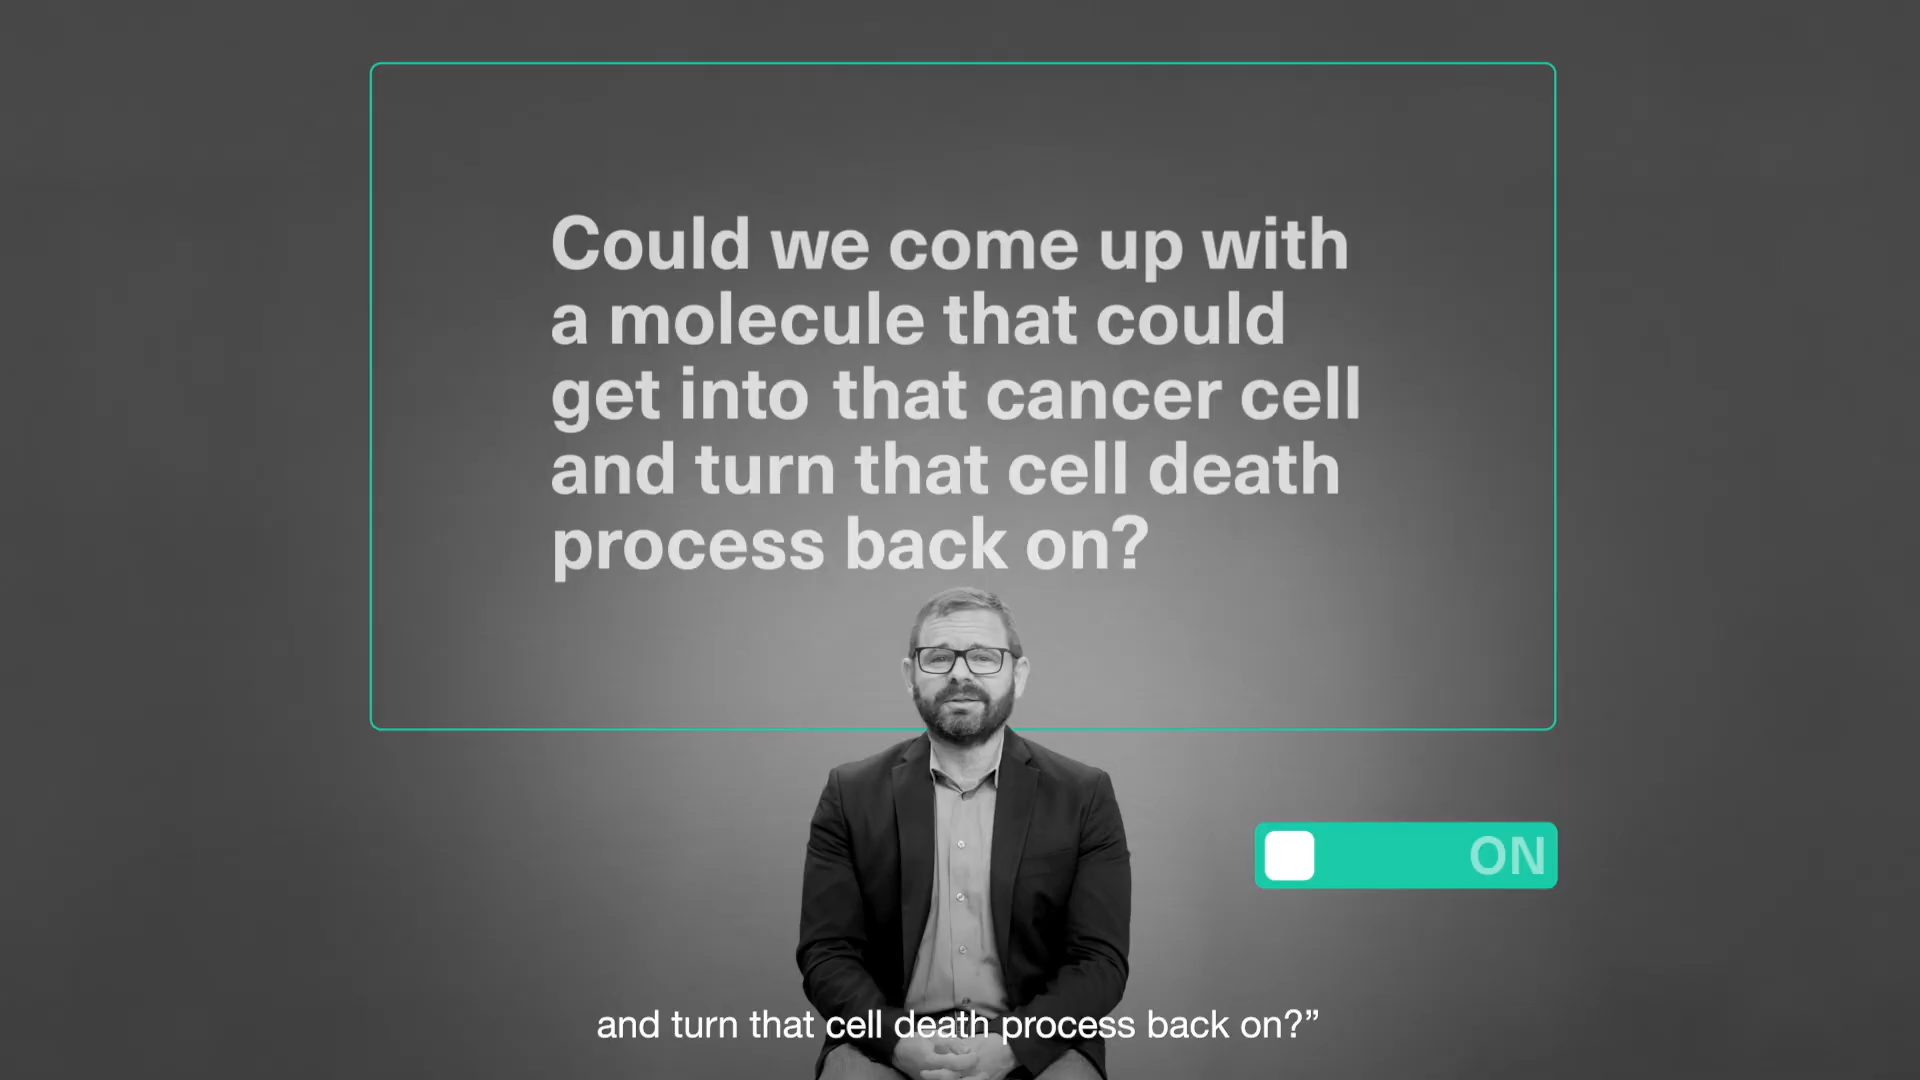 Could we come up with
a molecule that could
get into that cancer cell
and turn that cell death
process back on?
ON
and turn that cell death process back on?”